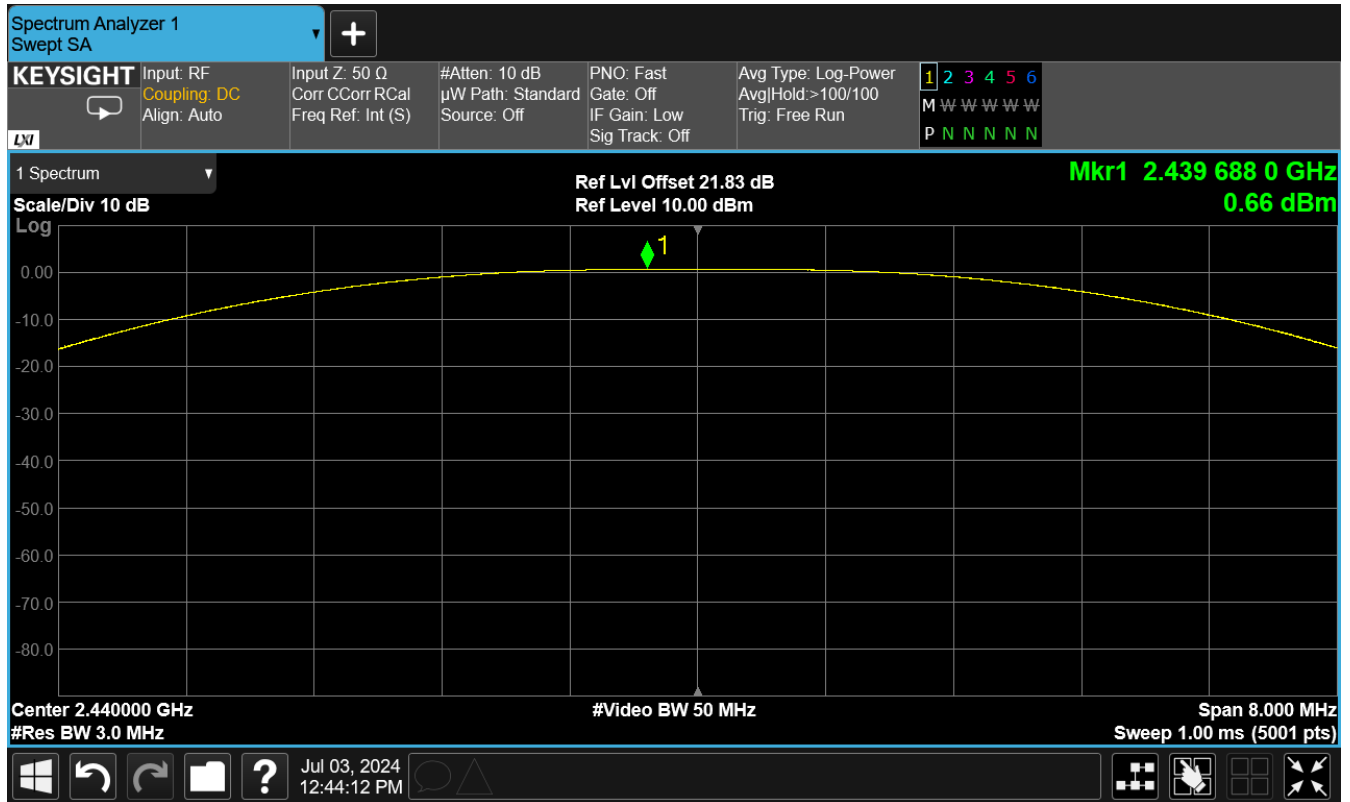 Spectrum Analyzer 1
Swept SA
KEYSIGHT
LXI
Input: RF
Coupling: DC
Align: Auto
Input Z: 50 Ω
Corr CCorr RCal
Freq Ref: Int (S)
#Atten: 10 dB
µW Path: Standard
Source: Off
PNO: Fast
Gate: Off
IF Gain: Low
Sig Track: Off
Avg Type: Log-Power
Avg|Hold:>100/100
Trig: Free Run
1 2 3 4 5 6
M W W W W W
P N N N N N
1 Spectrum
Scale/Div 10 dB
Log
Ref Lvl Offset 21.83 dB
Ref Level 10.00 dBm
Mkr1 2.439 688 0 GHz
0.66 dBm
1
0.00
-10.0
-20.0
-30.0
-40.0
-50.0
-60.0
-70.0
-80.0
Center 2.440000 GHz
#Res BW 3.0 MHz
#Video BW 50 MHz
Span 8.000 MHz
Sweep 1.00 ms (5001 pts)
?
Jul 03, 2024
12:44:12 PM